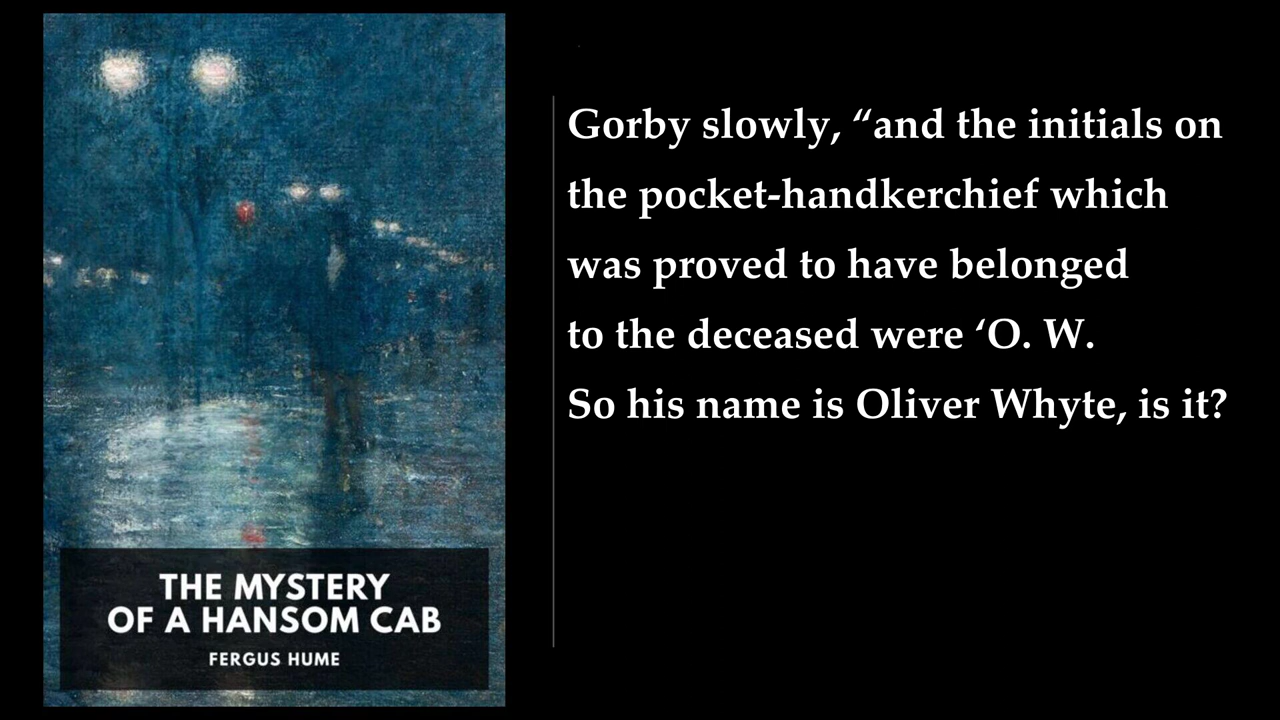 Gorby slowly, “and the initials on
the pocket-handkerchief which
was proved to have belonged
to the deceased were ‘O. W.
So his name is Oliver Whyte, is it?
THE MYSTERY
OF A HANSOM CAB
FERGUS HUME